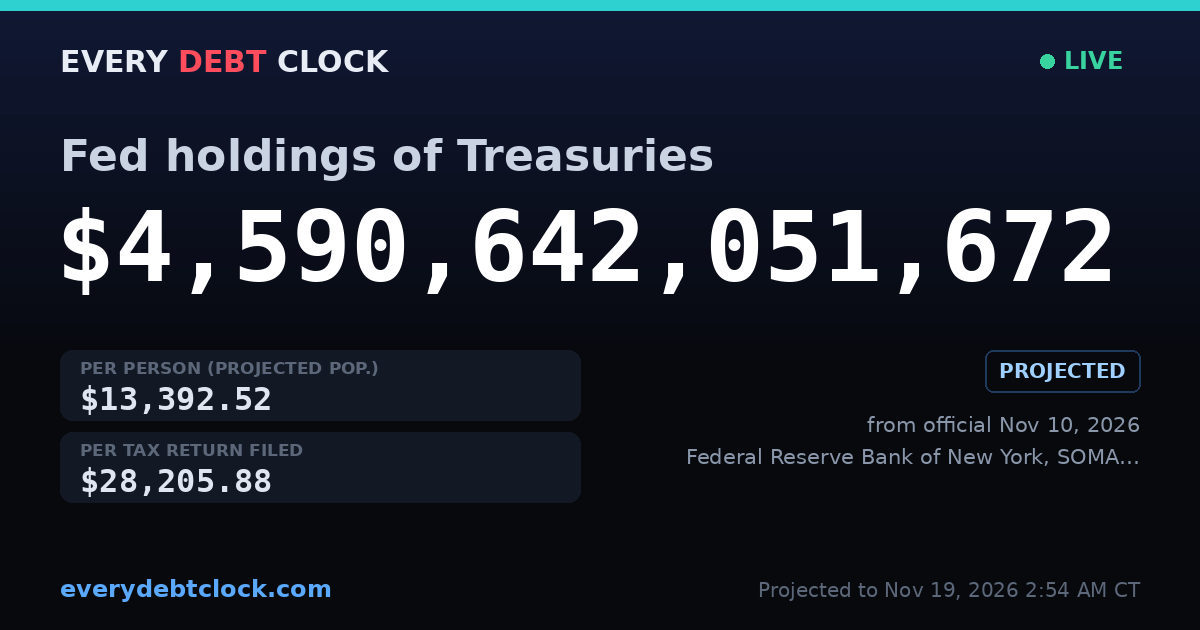 EVERY DEBT CLOCK
LIVE
Fed holdings of Treasuries
$4,590,642,051,672
PER PERSON (PROJECTED POP.)
$13,392.52
PER TAX RETURN FILED
$28,205.88
PROJECTED
from official Nov 10, 2026
Federal Reserve Bank of New York, SOMA…
everydebtclock.com
Projected to Nov 19, 2026 2:54 AM CT